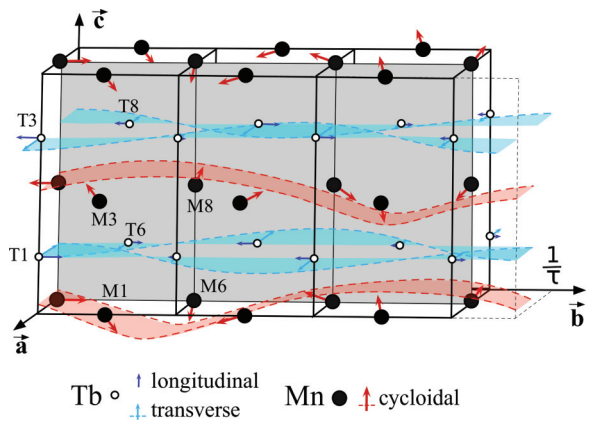 c
T3
T8
M3
M8
T6
T1
M1
M6
1
τ
b
a
Tb
longitudinal
transverse
Mn
cycloidal